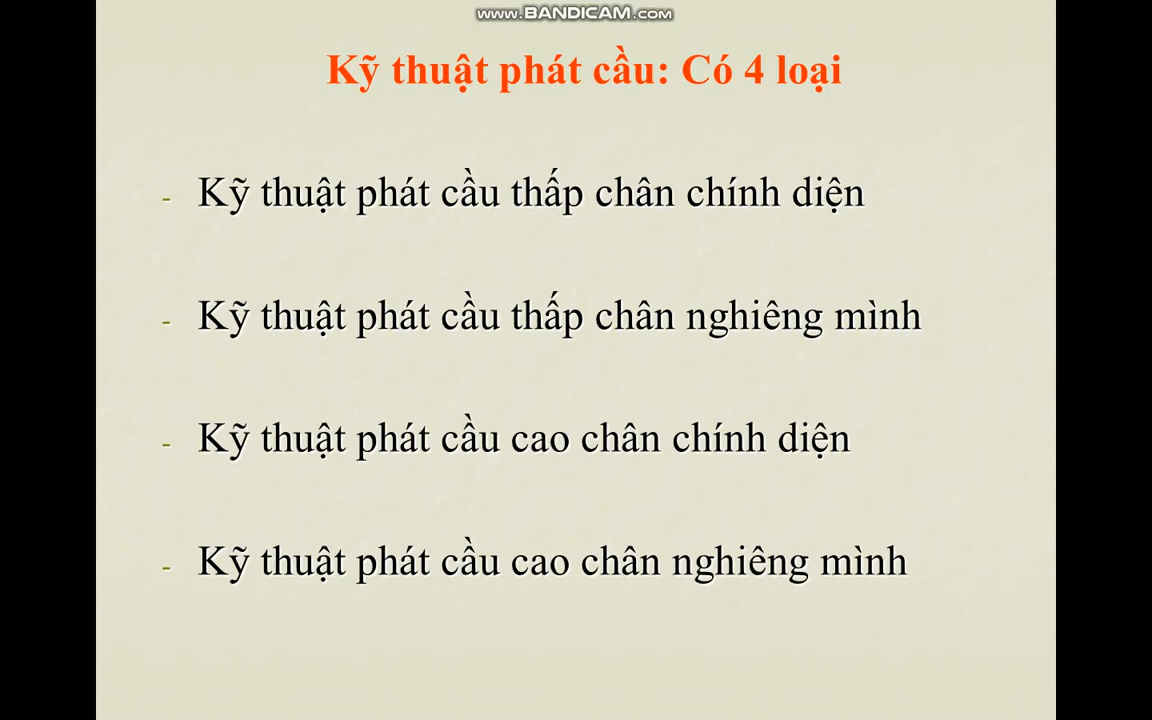 www.BANDICAM.com
Kỹ thuật phát cầu: Có 4 loại
- Kỹ thuật phát cầu thấp chân chính diện
- Kỹ thuật phát cầu thấp chân nghiêng mình
- Kỹ thuật phát cầu cao chân chính diện
- Kỹ thuật phát cầu cao chân nghiêng mình